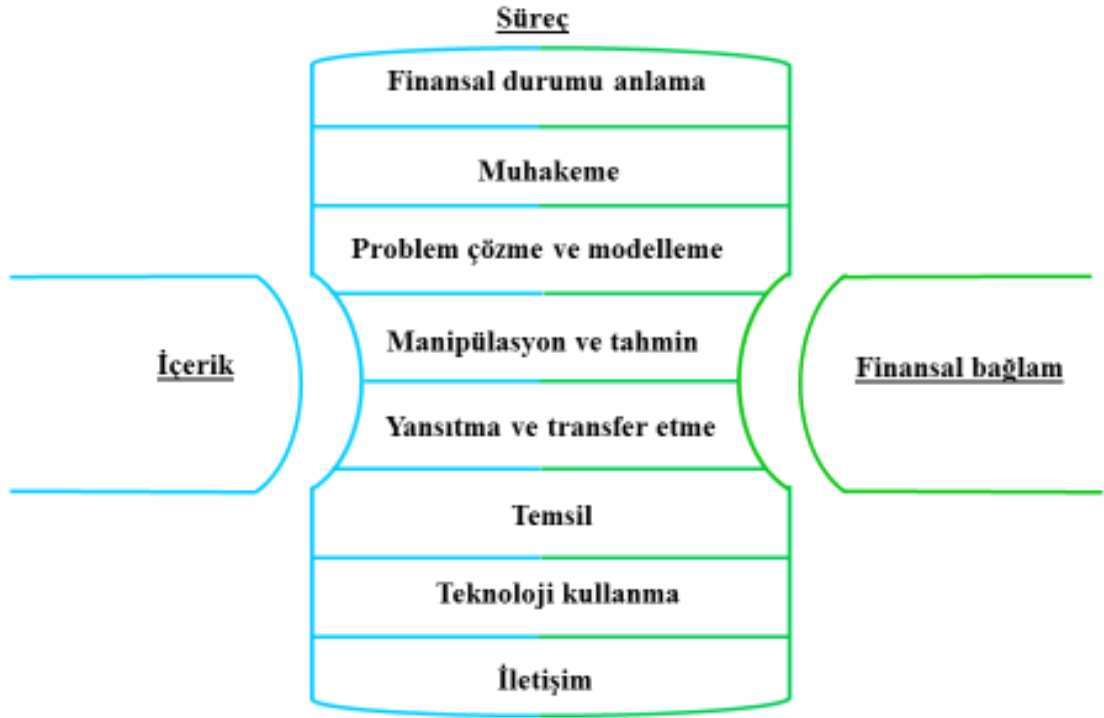 Süreç
Finansal durumu anlama
Muhakeme
Problem çözme ve modelleme
Manipülasyon ve tahmin
İçerik
Finansal bağlam
Yansıtma ve transfer etme
Temsil
Teknoloji kullanma
İletişim